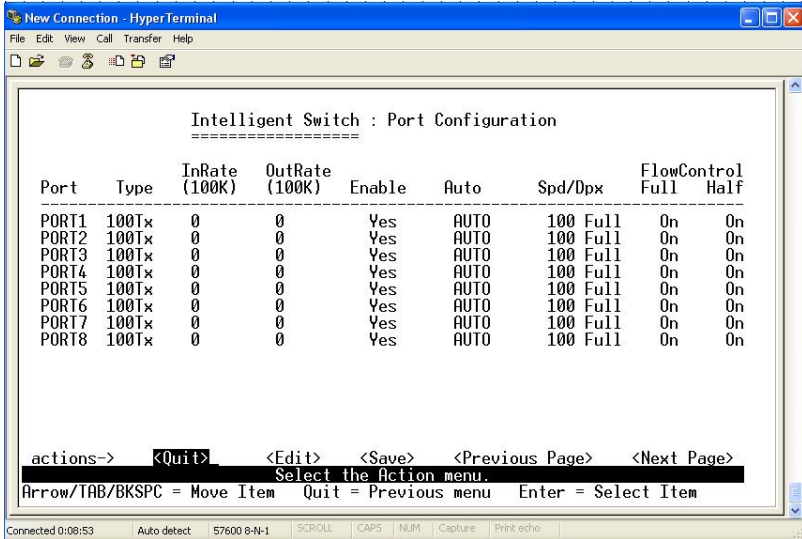 New Connection - HyperTerminal
File Edit View Call Transfer Help
Intelligent Switch : Port Configuration
==================
InRate OutRate FlowControl
Port Type (100K) (100K) Enable Auto Spd/Dpx Full Half
PORT1 100Tx 0 0 Yes AUTO 100 Full On On
PORT2 100Tx 0 0 Yes AUTO 100 Full On On
PORT3 100Tx 0 0 Yes AUTO 100 Full On On
PORT4 100Tx 0 0 Yes AUTO 100 Full On On
PORT5 100Tx 0 0 Yes AUTO 100 Full On On
PORT6 100Tx 0 0 Yes AUTO 100 Full On On
PORT7 100Tx 0 0 Yes AUTO 100 Full On On
PORT8 100Tx 0 0 Yes AUTO 100 Full On On
actions-> <Quit> <Edit> <Save> <Previous Page> <Next Page>
Select the Action menu.
Arrow/TAB/BKSPC = Move Item Quit = Previous menu Enter = Select Item
Connected 0:08:53 Auto detect 57600 8-N-1 SCROLL CAPS NUM Capture Print echo